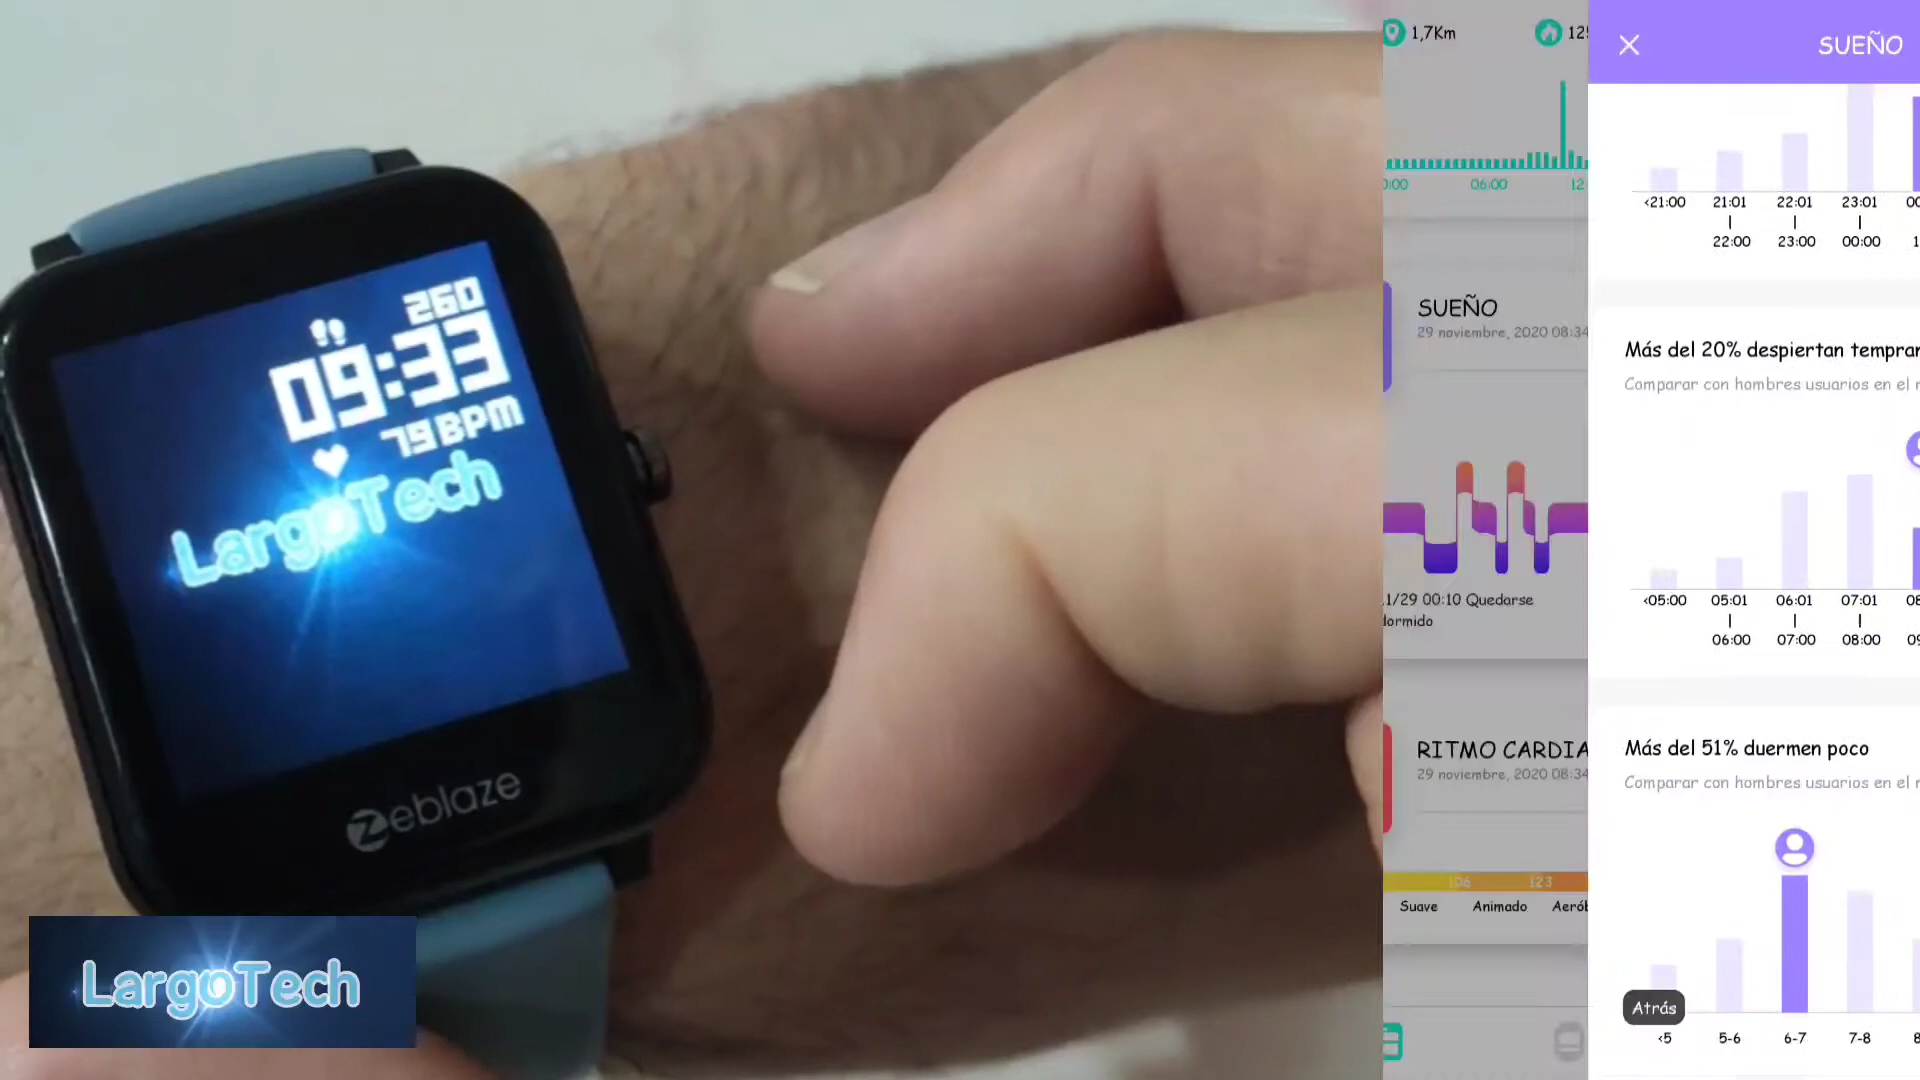 260
09:33
79BPM
LargoTech
zeblaze
LargoTech
1,7Km
125
0:00
06:00
12
SUEÑO
29 noviembre, 2020 08:34
1/29 00:10 Quedarse
dormido
RITMO CARDIA
29 noviembre, 2020 08:34
106
123
Suave
Animado
Aerób
SUEÑO
<21:00
21:01
22:00
22:01
23:00
23:01
00:00
Más del 20% despiertan tempran
Comparar con hombres usuarios en el
<05:00
05:01
06:00
06:01
07:00
07:01
08:00
08
09
Más del 51% duermen poco
Comparar con hombres usuarios en el
Atrás
<5
5-6
6-7
7-8
8